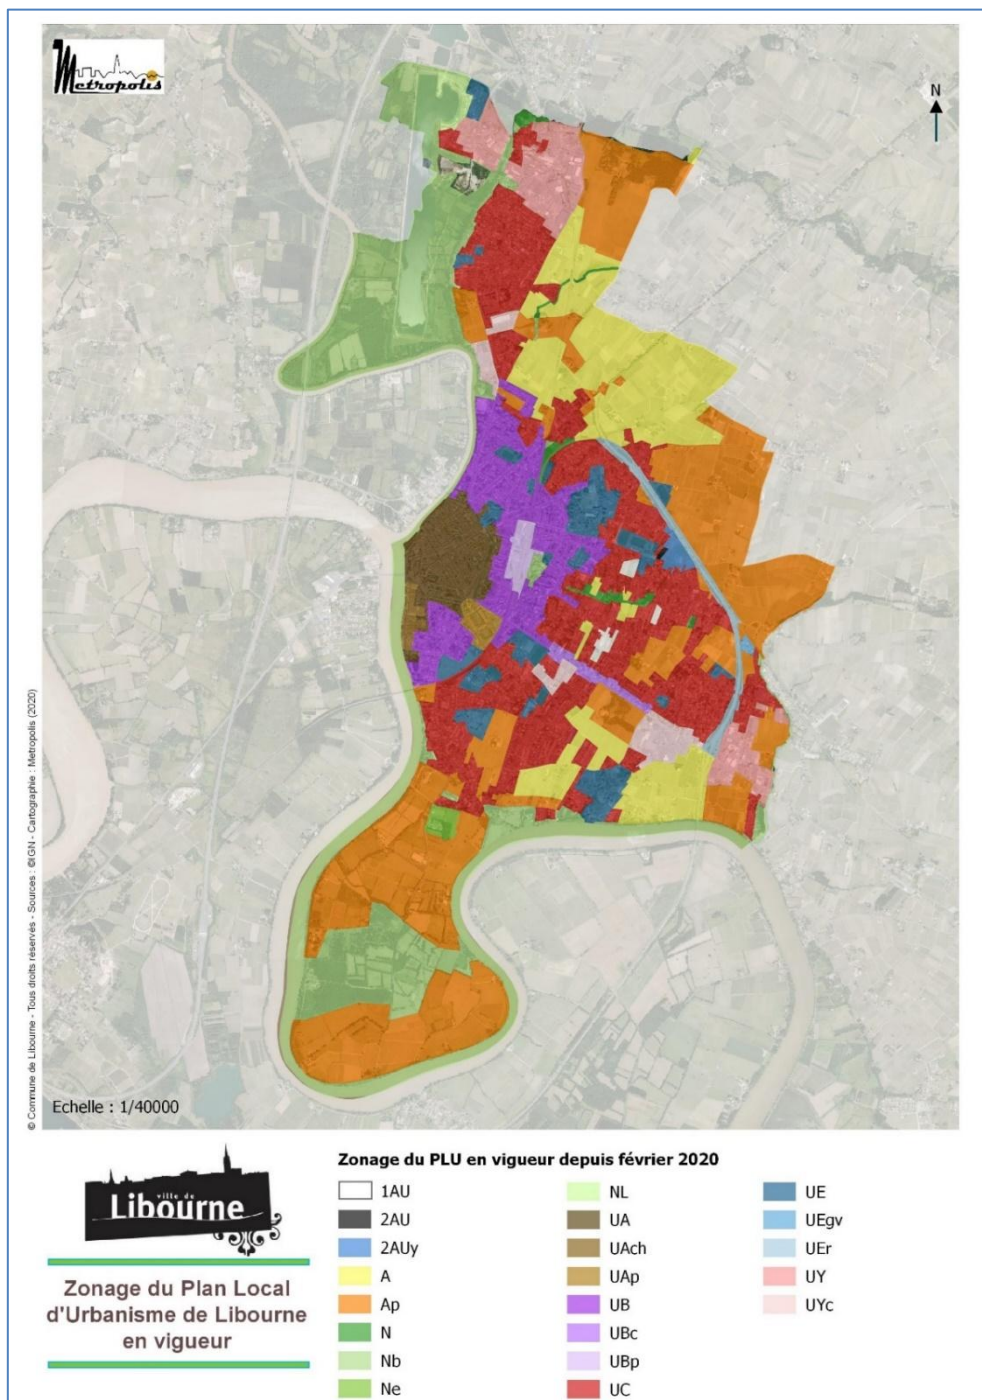 Metropolis
N
© Commune de Libourne - Tous droits réservés - Sources : ©IGN - Cartographie : Metropolis (2020)
Echelle : 1/40000
ville de
Libourne
Zonage du Plan Local
d'Urbanisme de Libourne
en vigueur
Zonage du PLU en vigueur depuis février 2020
1AU
2AU
2AUy
A
Ap
N
Nb
Ne
NL
UA
UAch
UAp
UB
UBc
UBp
UC
UE
UEgv
UEr
UY
UYc